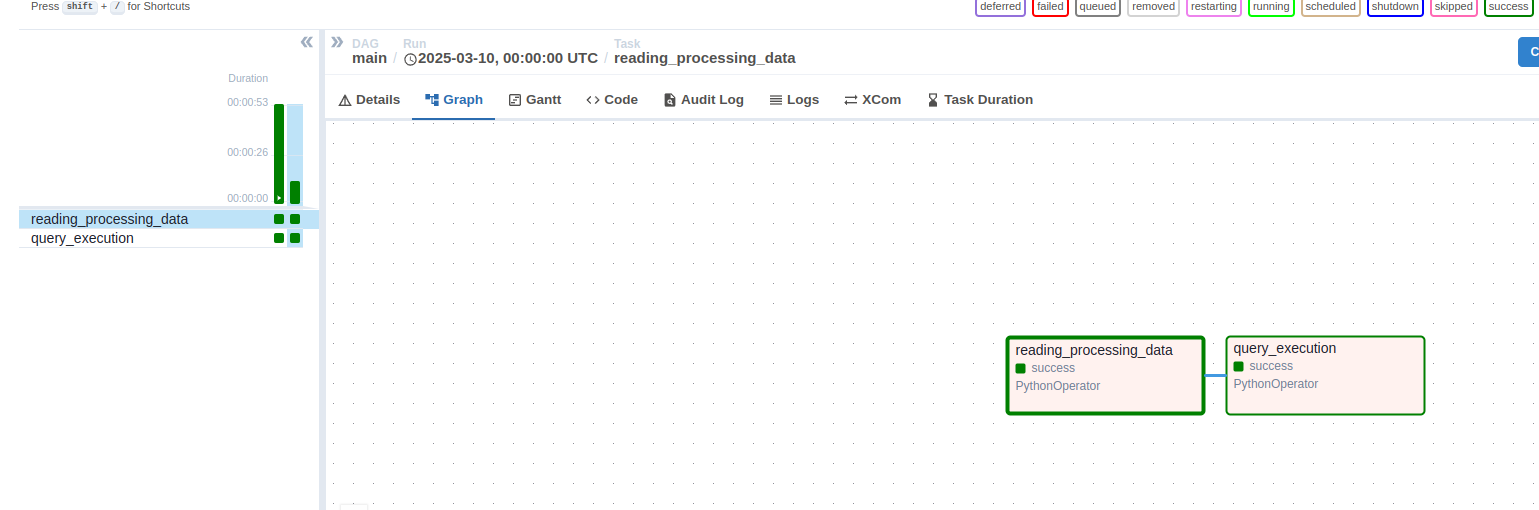 Press shift + / for Shortcuts
deferred failed queued removed restarting running scheduled shutdown skipped success
DAG Run Task
main / 2025-03-10, 00:00:00 UTC / reading_processing_data
Details Graph Gantt Code Audit Log Logs XCom Task Duration
Duration
00:00:53
00:00:26
00:00:00
reading_processing_data
query_execution
reading_processing_data
success
PythonOperator
query_execution
success
PythonOperator